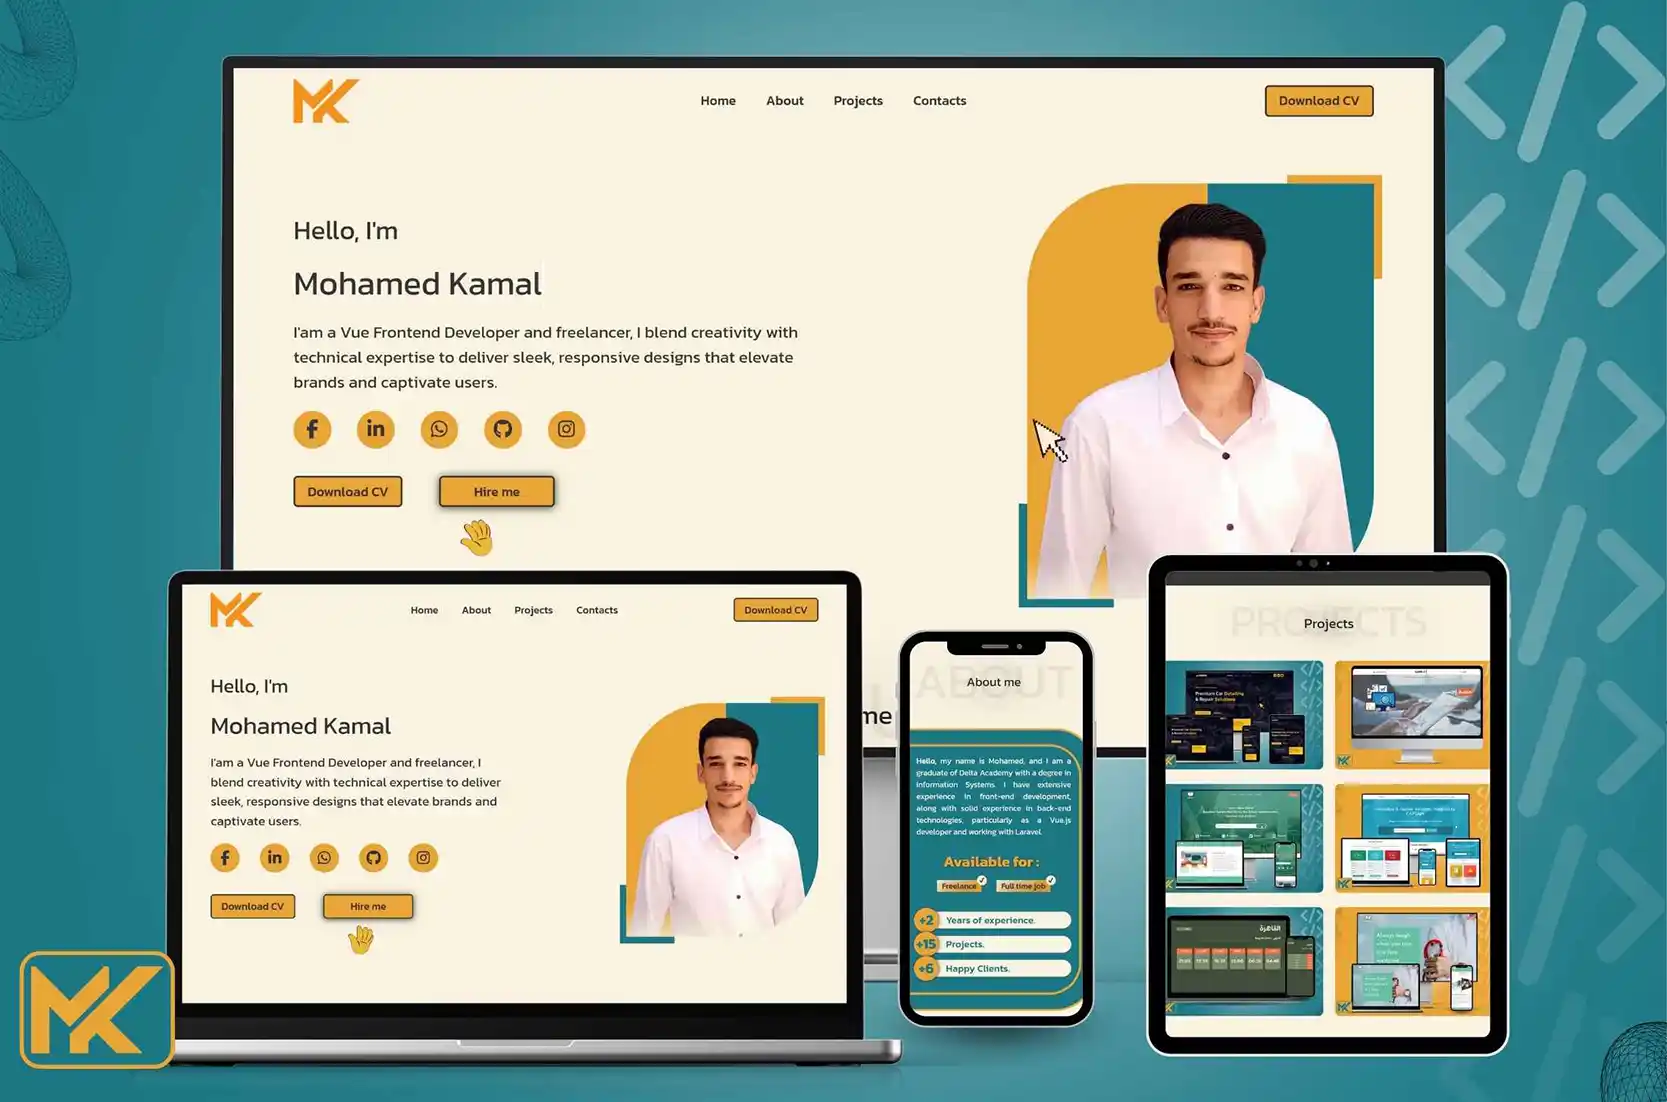 MK
Home About Projects Contacts
Download CV
Hello, I'm
Mohamed Kamal
I'am a Vue Frontend Developer and freelancer, I blend creativity with
technical expertise to deliver sleek, responsive designs that elevate
brands and captivate users.
Download CV
Hire me
me
MK
Home About Projects Contacts
Download CV
Hello, I'm
Mohamed Kamal
I'am a Vue Frontend Developer and freelancer, I
blend creativity with technical expertise to deliver
sleek, responsive designs that elevate brands and
captivate users.
Download CV
Hire me
ABOUT
About me
Hello, my name is Mohamed, and I am a
graduate of Delta Academy with a degree in
Information Systems. I have extensive
experience in front-end development,
along with solid experience in back-end
technologies, particularly as a Vue.js
developer and working with Laravel.
Available for :
Freelance
Full time job
+2 Years of experience.
+15 Projects.
+6 Happy Clients.
PROJECTS
Projects
Premium Car Detailing
& Repair Solutions
القاهرة
MK